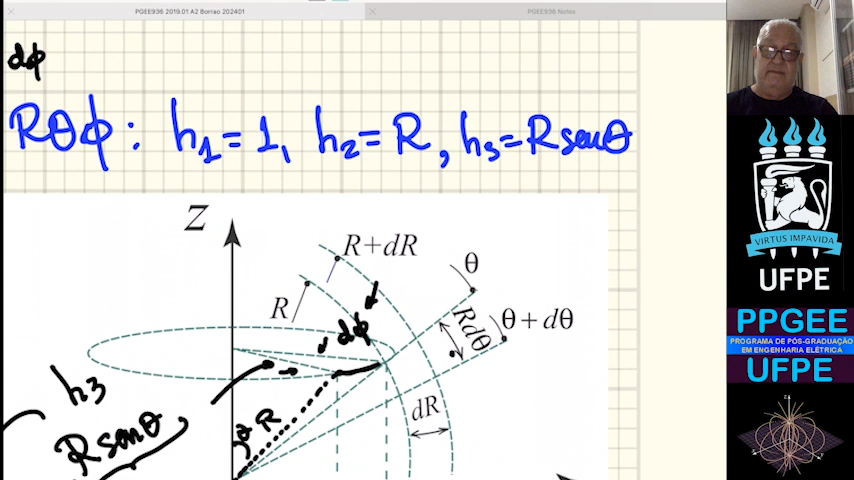 PGEE936 2019.01 A2 Borrao 202401
PGEE936 Notes
dϕ
Rθϕ: h₁=1, h₂=R, h₃=Rsenθ
Z
R+dR
θ
R
dϕ
Rdθ
θ+dθ
h3
Rsenθ
θ
R
dR
VIRTUS IMPAVIDA
UFPE
PPGEE
PROGRAMA DE PÓS-GRADUAÇÃO
EM ENGENHARIA ELÉTRICA
UFPE